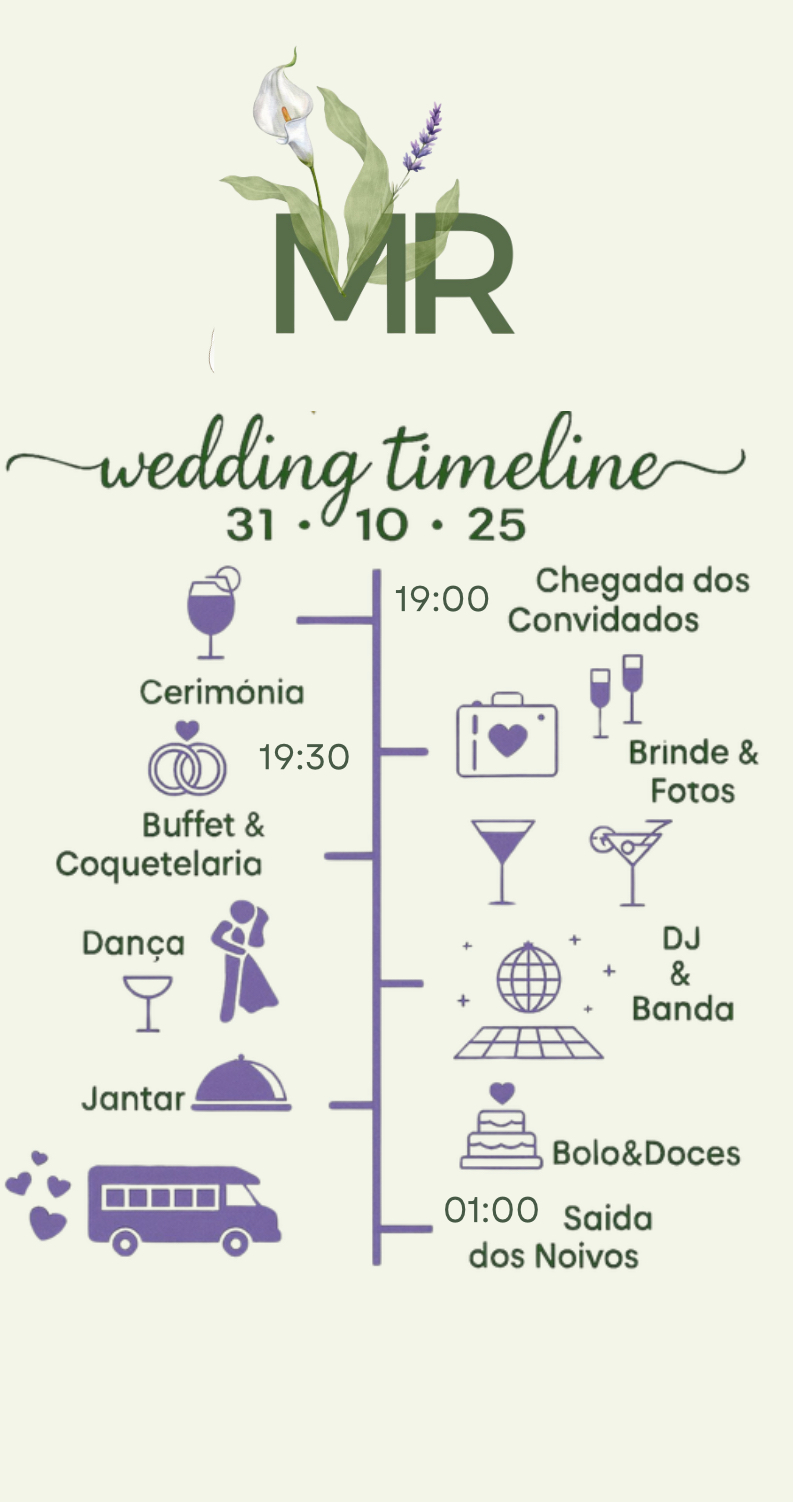 MR
wedding timeline
31 · 10 · 25
19:00
Chegada dos
Convidados
Cerimónia
19:30
Brinde &
Fotos
Buffet &
Coquetelaria
Dança
DJ
&
Banda
Jantar
Bolo&Doces
01:00 Saida
dos Noivos